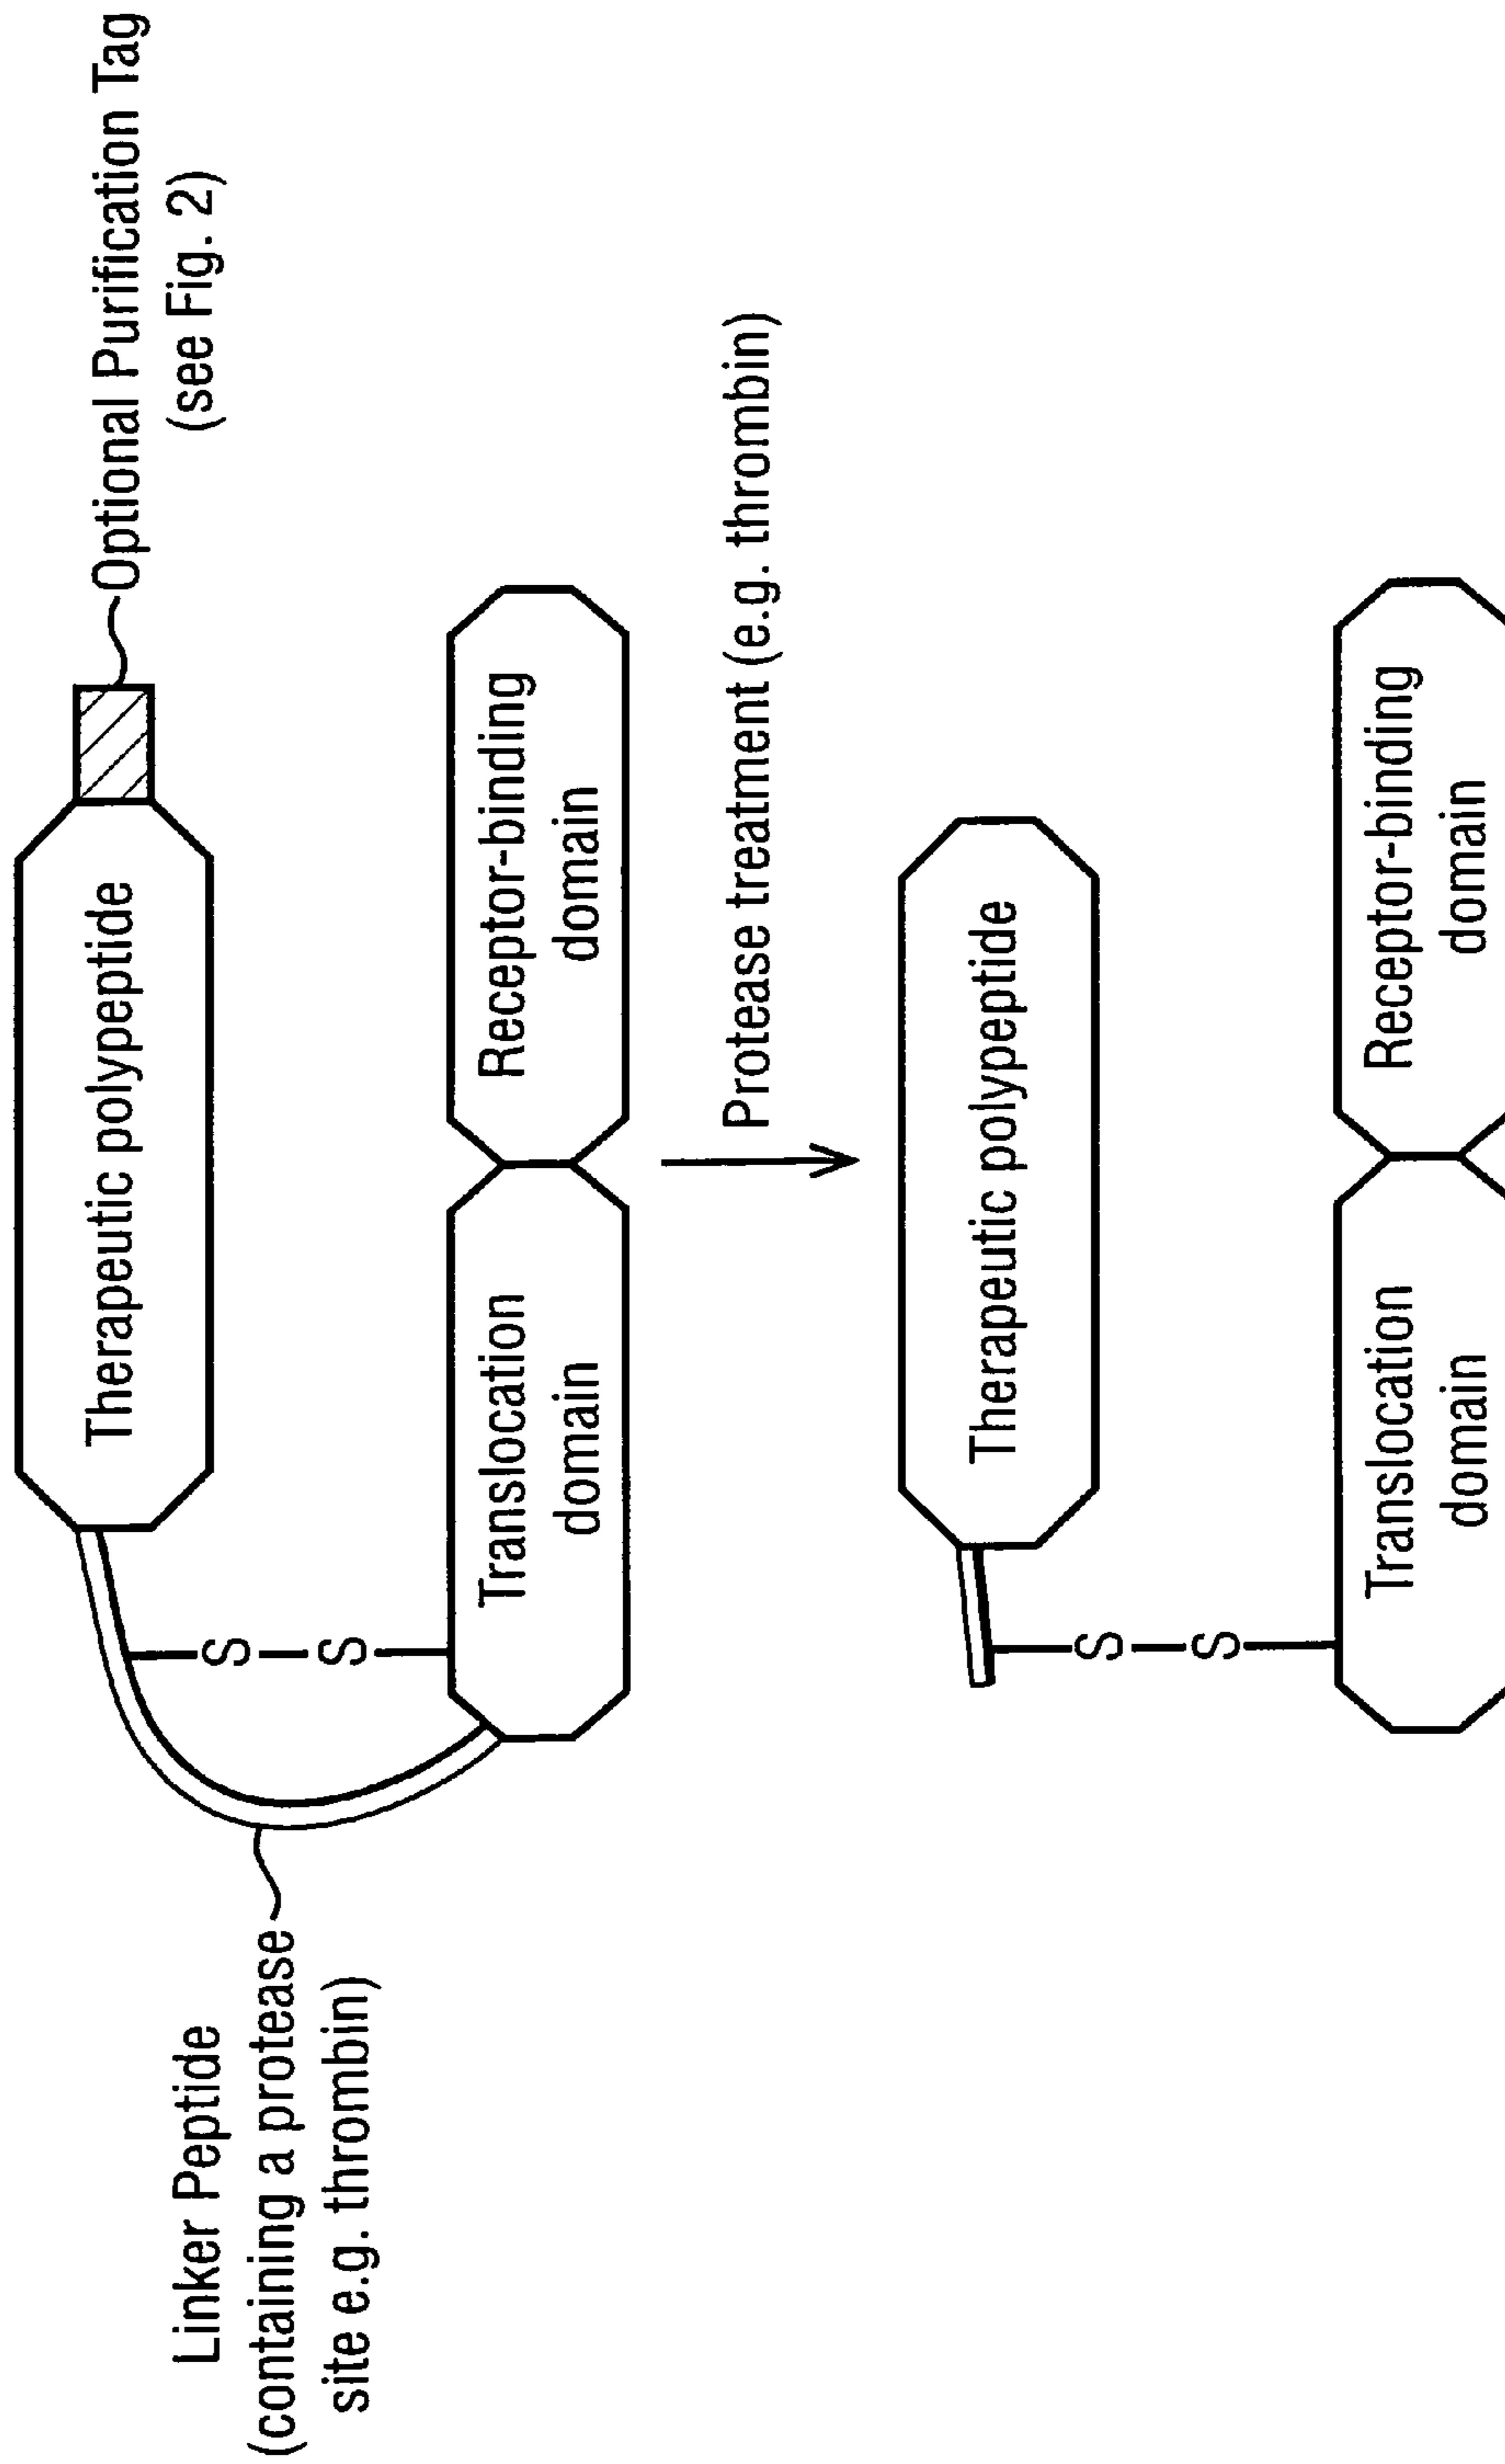 Optional Purification Tag
(see Fig. 2)
Therapeutic polypeptide
Linker Peptide
(containing a protease
site e.g. thrombin)
S
S
Translocation
domain
Receptor-binding
domain
Protease treatment (e.g. thrombin)
Therapeutic polypeptide
S
S
Translocation
domain
Receptor-binding
domain